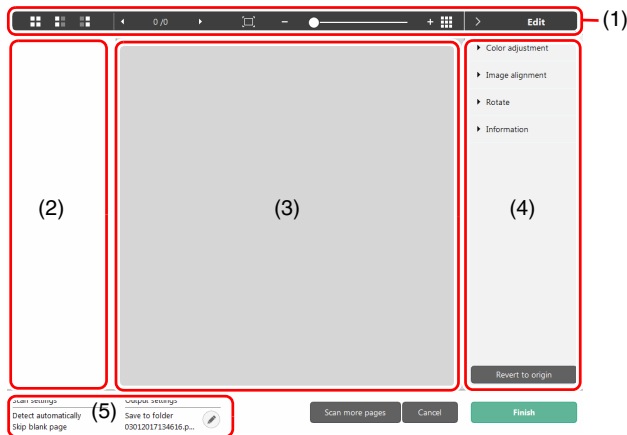 0 /0
−
+
>
Edit
(1)
Color adjustment
Image alignment
Rotate
Information
(2)
(3)
(4)
Revert to origin
Scan settings
Output settings
Detect automatically
(5)
Save to folder
Skip blank page
03012017134616.p...
Scan more pages
Cancel
Finish